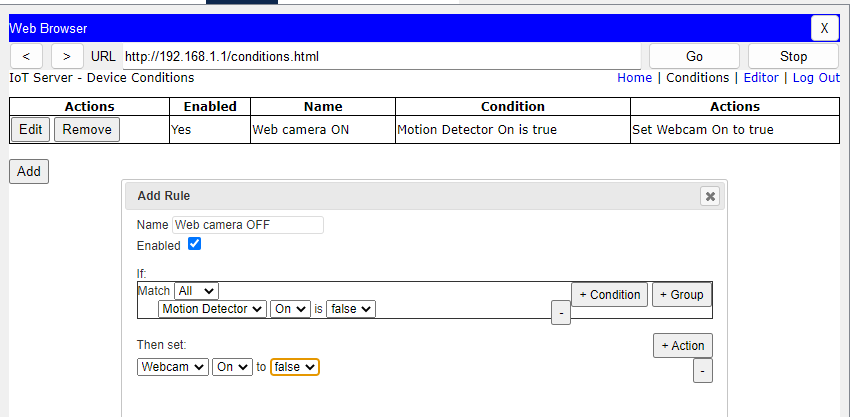 Web Browser X
< > URL http://192.168.1.1/conditions.html Go Stop
IoT Server - Device Conditions Home | Conditions | Editor | Log Out
Actions Enabled Name Condition Actions
Edit Remove Yes Web camera ON Motion Detector On is true Set Webcam On to true
Add
Add Rule
Name Web camera OFF
Enabled
If:
Match All + Condition + Group
Motion Detector On is false -
Then set: + Action
Webcam On to false -